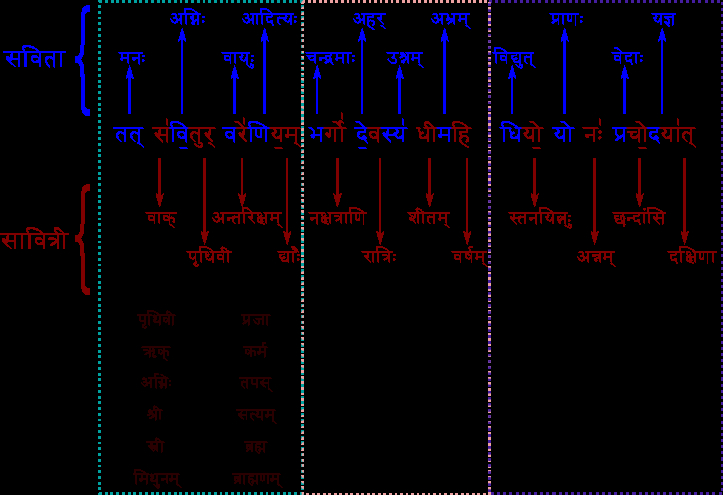 अग्निः आदित्यः अहर् अभ्रम् प्राणः यज्ञ
सविता मनः वायुः चन्द्रमाः उष्णम् विद्युत् वेदाः
तत् स॑वि॒तुर् वरे॑णिय॒म् भर्गो॑ दे॒वस्य॑ धीमहि धियो॒ यो नः॑ प्रचो॒दया॑त्
सावित्री वाक् अन्तरिक्षम् नक्षत्राणि शीतम् स्तनयित्नुः छन्दांसि
पृथिवी द्यौः रात्रिः वर्षम् अन्नम् दक्षिणा
पृथिवी प्रजा
ऋक् कर्म
अग्निः तपस्
श्री सत्यम्
स्त्री ब्रह्म
मिथुनम् ब्राह्मणम्